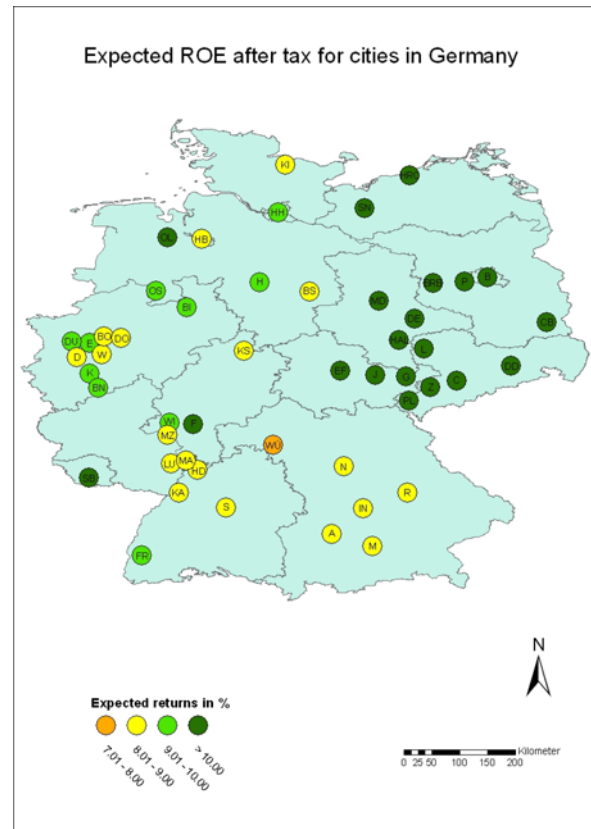 Expected ROE after tax for cities in Germany
KI
HRO
SN
HH
OL
HB
H
BS
OS
BI
MD
BRB
P
B
DE
CB
HAL
L
DU
E
BO
DO
D
W
KS
K
BN
EF
J
G
Z
C
DD
PL
WI
F
MZ
WÜ
LU
MA
HD
SB
KA
N
R
S
IN
A
M
FR
N
Expected returns in %
7.01 - 8.00
8.01 - 9.00
9.01 - 10.00
> 10.00
Kilometer
0 25 50 100 150 200